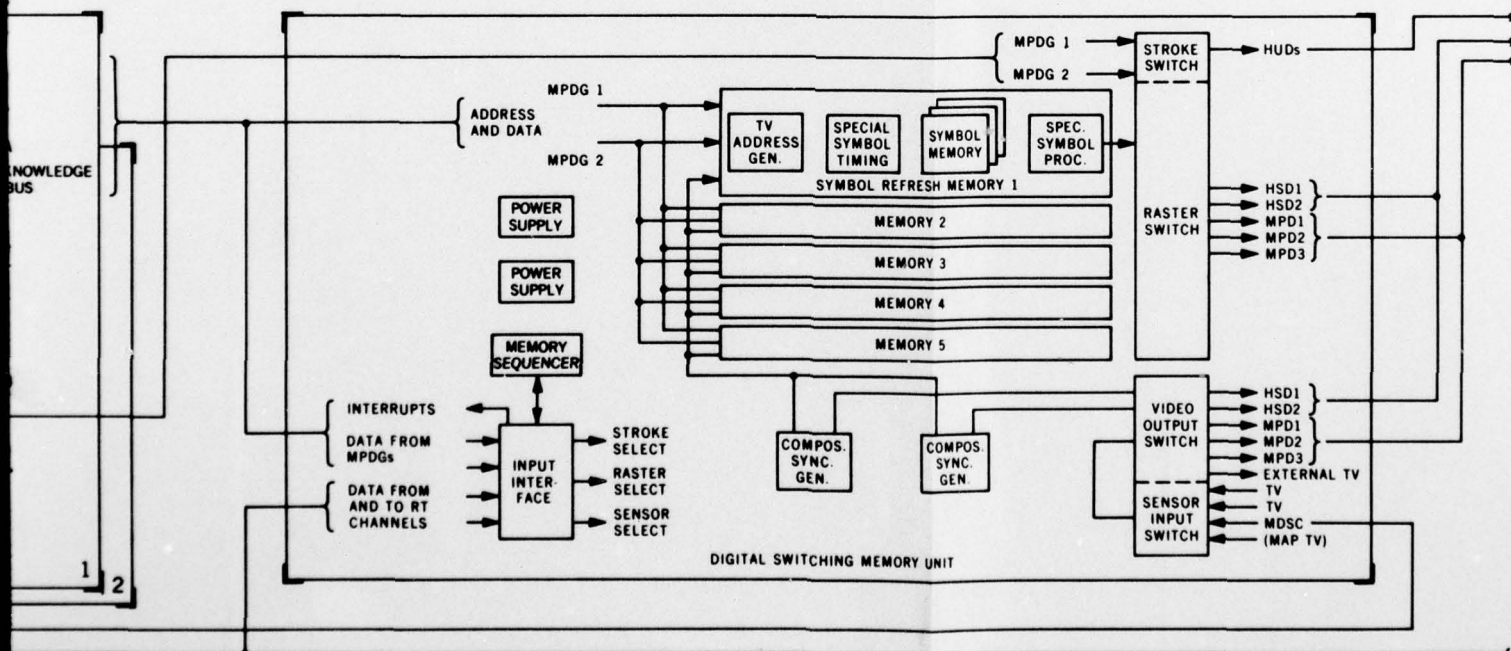 KNOWLEDGE
BUS
1
2
ADDRESS
AND DATA
MPDG 1
MPDG 2
MPDG 1
MPDG 2
STROKE
SWITCH
HUDs
TV
ADDRESS
GEN.
SPECIAL
SYMBOL
TIMING
SYMBOL
MEMORY
SPEC.
SYMBOL
PROC.
SYMBOL REFRESH MEMORY 1
MEMORY 2
MEMORY 3
MEMORY 4
MEMORY 5
RASTER
SWITCH
HSD1
HSD2
MPD1
MPD2
MPD3
POWER
SUPPLY
POWER
SUPPLY
MEMORY
SEQUENCER
INTERRUPTS
DATA FROM
MPDGs
DATA FROM
AND TO RT
CHANNELS
INPUT
INTER-
FACE
STROKE
SELECT
RASTER
SELECT
SENSOR
SELECT
COMPOS.
SYNC.
GEN.
COMPOS.
SYNC.
GEN.
VIDEO
OUTPUT
SWITCH
SENSOR
INPUT
SWITCH
HSD1
HSD2
MPD1
MPD2
MPD3
EXTERNAL TV
TV
TV
MDSC
(MAP TV)
DIGITAL SWITCHING MEMORY UNIT